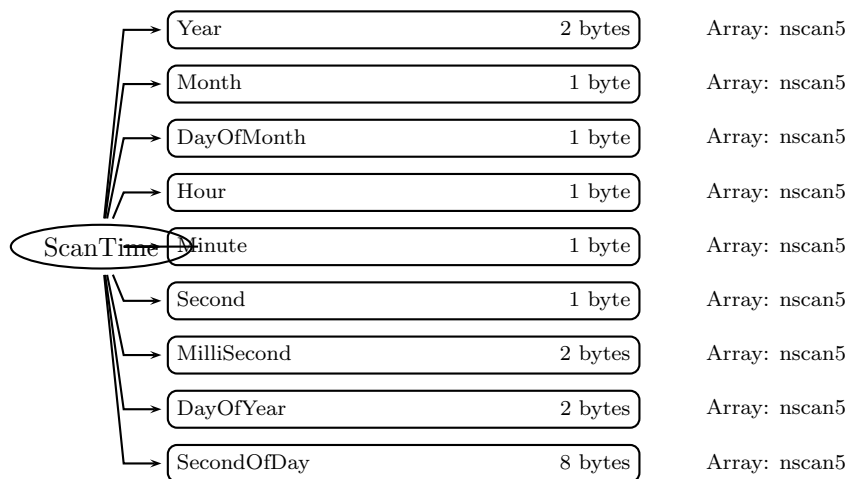 Year 2 bytes Array: nscan5
Month 1 byte Array: nscan5
DayOfMonth 1 byte Array: nscan5
Hour 1 byte Array: nscan5
ScanTime Minute 1 byte Array: nscan5
Second 1 byte Array: nscan5
MilliSecond 2 bytes Array: nscan5
DayOfYear 2 bytes Array: nscan5
SecondOfDay 8 bytes Array: nscan5